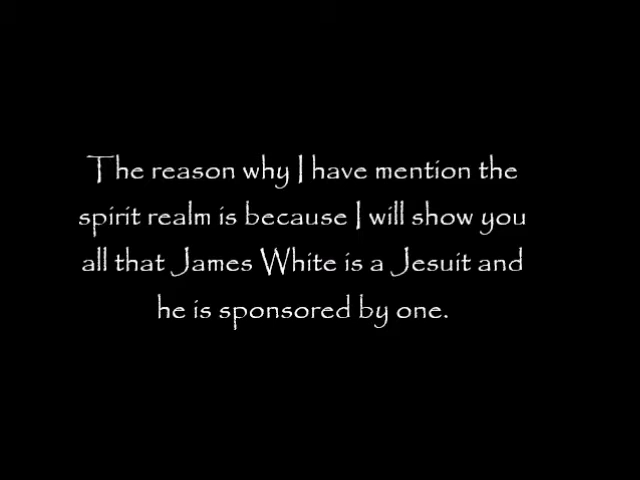 The reason why I have mention the
spirit realm is because I will show you
all that James White is a Jesuit and
he is sponsored by one.